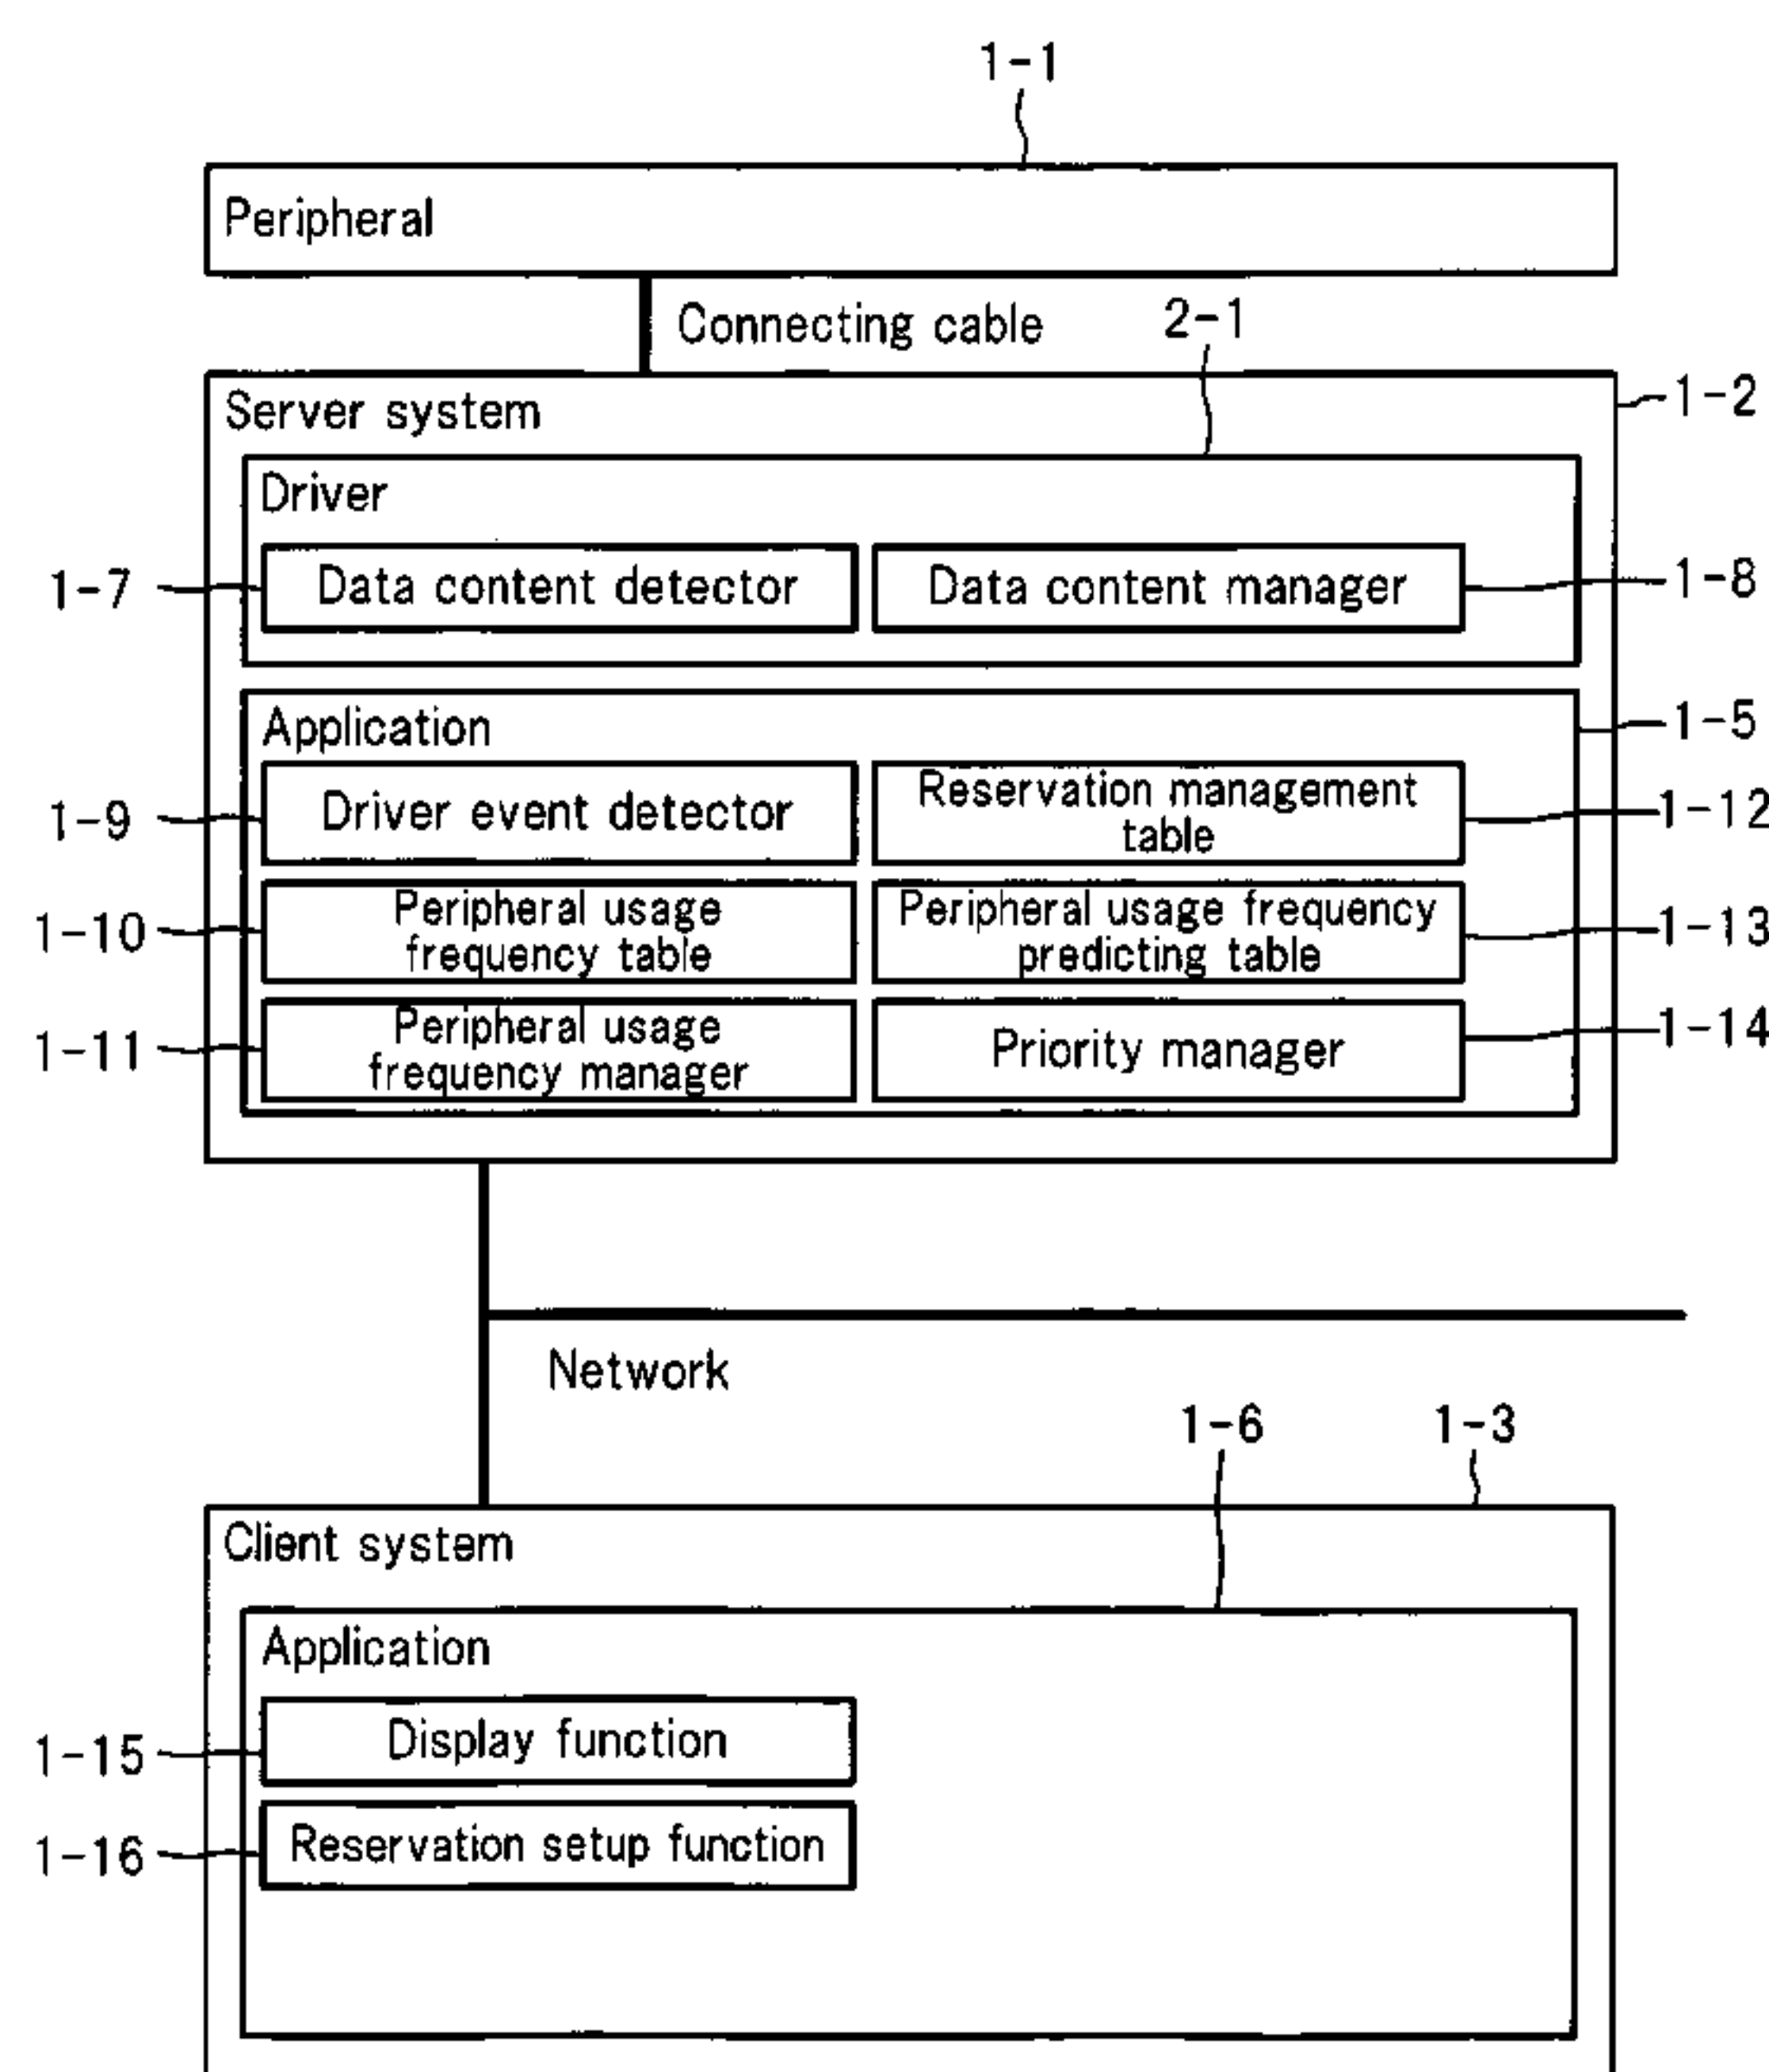 1-1
Peripheral
Connecting cable
2-1
Server system
1-2
Driver
1-7
Data content detector
Data content manager
1-8
Application
1-5
1-9
Driver event detector
Reservation management
table
1-12
1-10
Peripheral usage
frequency table
Peripheral usage frequency
predicting table
1-13
1-11
Peripheral usage
frequency manager
Priority manager
1-14
Network
1-6
1-3
Client system
Application
1-15
Display function
1-16
Reservation setup function